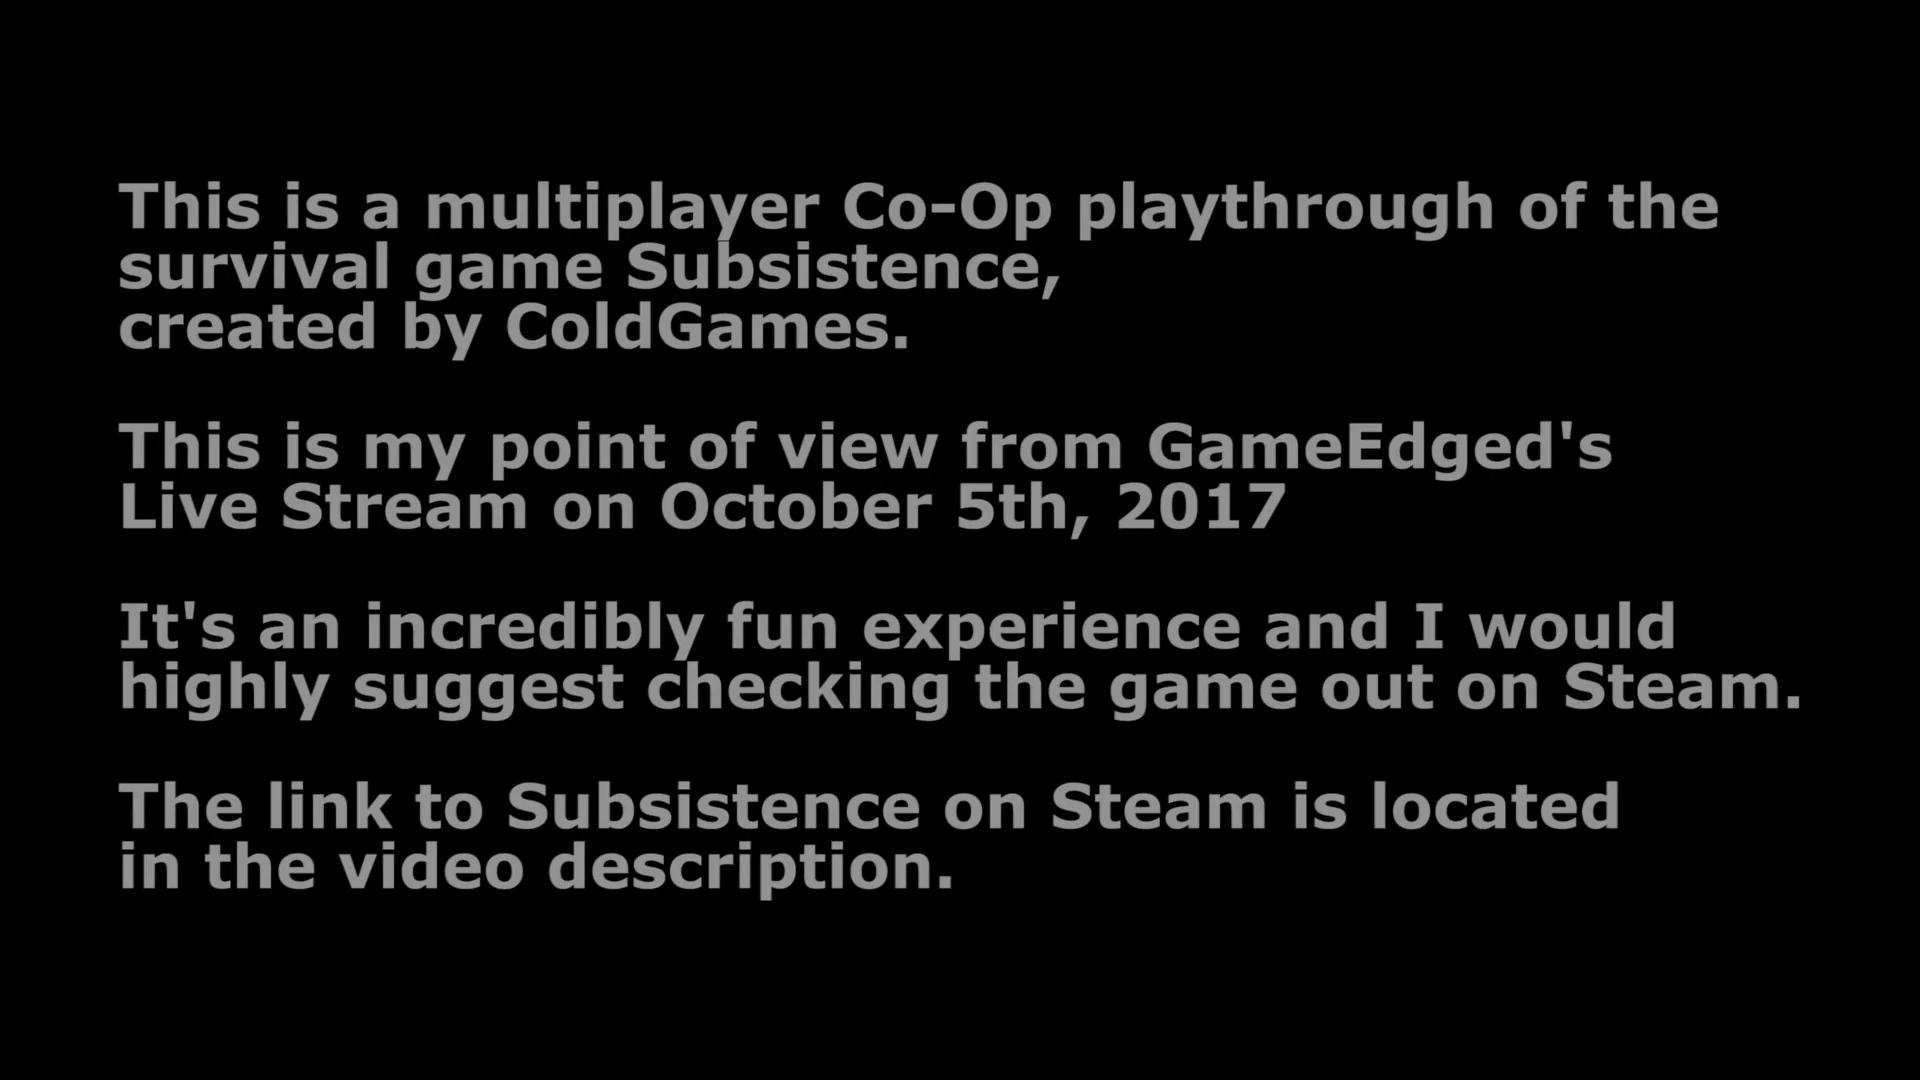 This is a multiplayer Co-Op playthrough of the
survival game Subsistence,
created by ColdGames.
This is my point of view from GameEdged's
Live Stream on October 5th, 2017
It's an incredibly fun experience and I would
highly suggest checking the game out on Steam.
The link to Subsistence on Steam is located
in the video description.